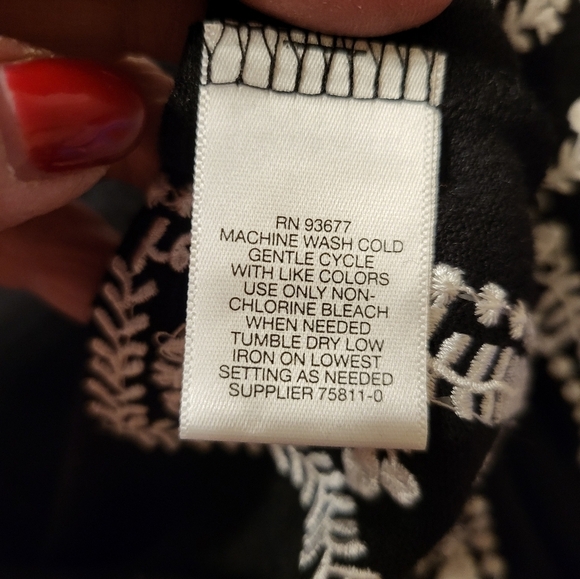 RN 93677
MACHINE WASH COLD
GENTLE CYCLE
WITH LIKE COLORS
USE ONLY NON-
CHLORINE BLEACH
WHEN NEEDED
TUMBLE DRY LOW
IRON ON LOWEST
SETTING AS NEEDED
SUPPLIER 75811-0